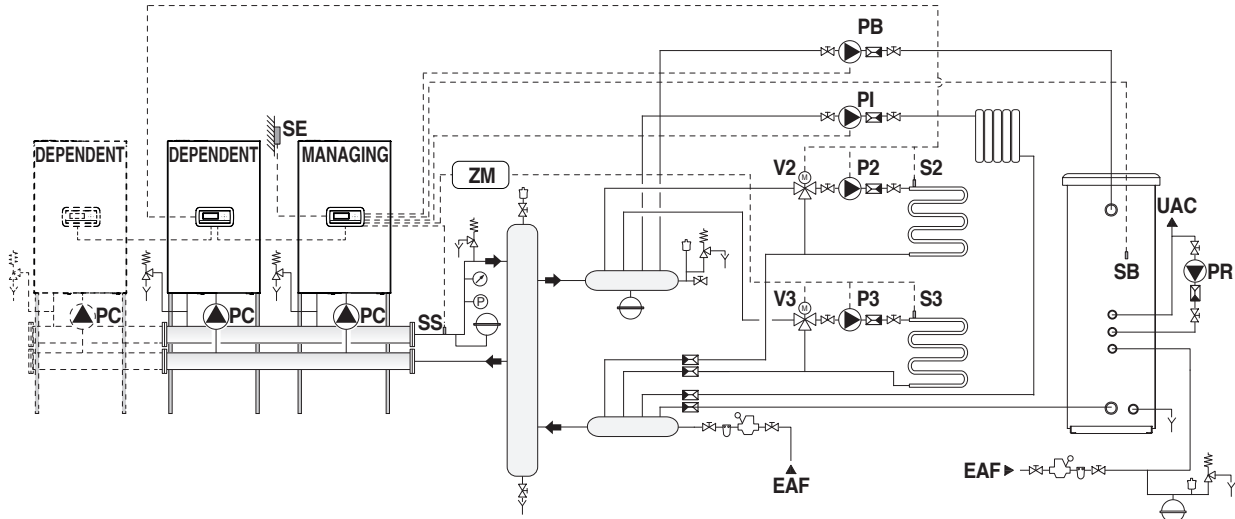 PB
PI
SE
DEPENDENT
DEPENDENT
MANAGING
ZM
V2
P2
S2
M
UAC
SB
PR
PC
PC
PC
SS
P
V3
P3
S3
M
EAF
EAF